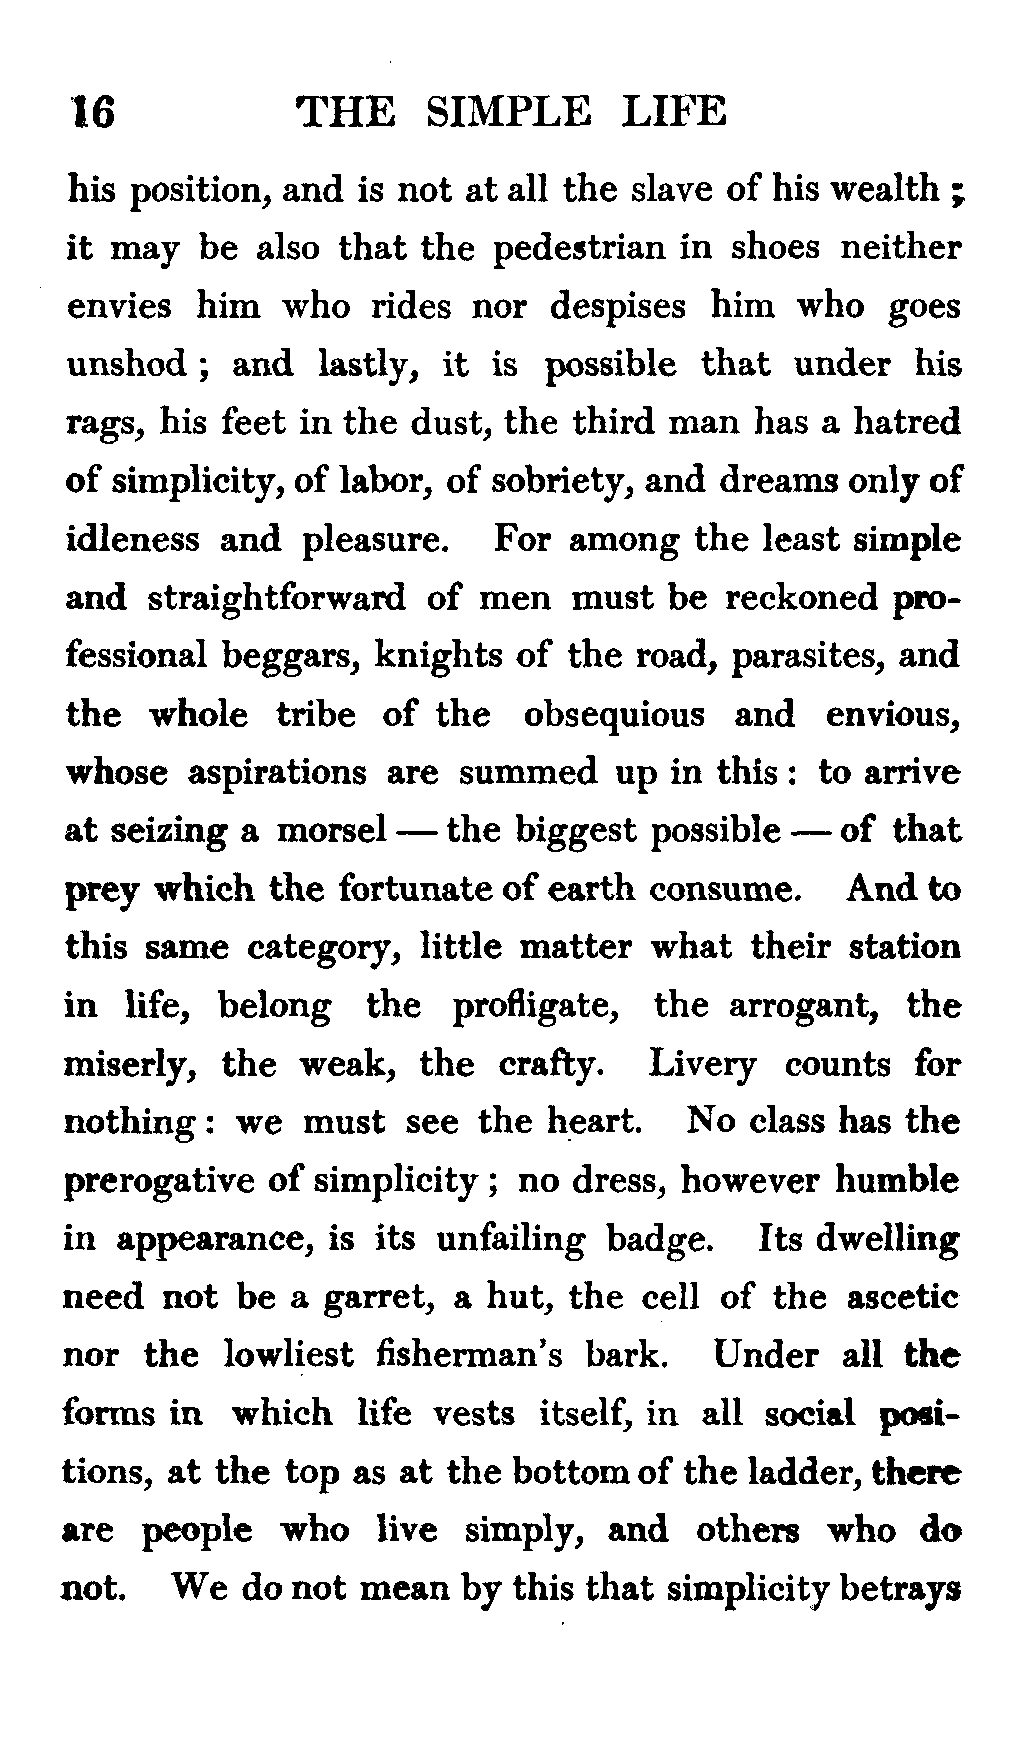 16 THE SIMPLE LIFE
his position, and is not at all the slave of his wealth ;
it may be also that the pedestrian in shoes neither
envies him who rides nor despises him who goes
unshod ; and lastly, it is possible that under his
rags, his feet in the dust, the third man has a hatred
of simplicity, of labor, of sobriety, and dreams only of
idleness and pleasure. For among the least simple
and straightforward of men must be reckoned pro-
fessional beggars, knights of the road, parasites, and
the whole tribe of the obsequious and envious,
whose aspirations are summed up in this : to arrive
at seizing a morsel — the biggest possible — of that
prey which the fortunate of earth consume. And to
this same category, little matter what their station
in life, belong the profligate, the arrogant, the
miserly, the weak, the crafty. Livery counts for
nothing : we must see the heart. No class has the
prerogative of simplicity ; no dress, however humble
in appearance, is its unfailing badge. Its dwelling
need not be a garret, a hut, the cell of the ascetic
nor the lowliest fisherman's bark. Under all the
forms in which life vests itself, in all social posi-
tions, at the top as at the bottom of the ladder, there
are people who live simply, and others who do
not. We do not mean by this that simplicity betrays